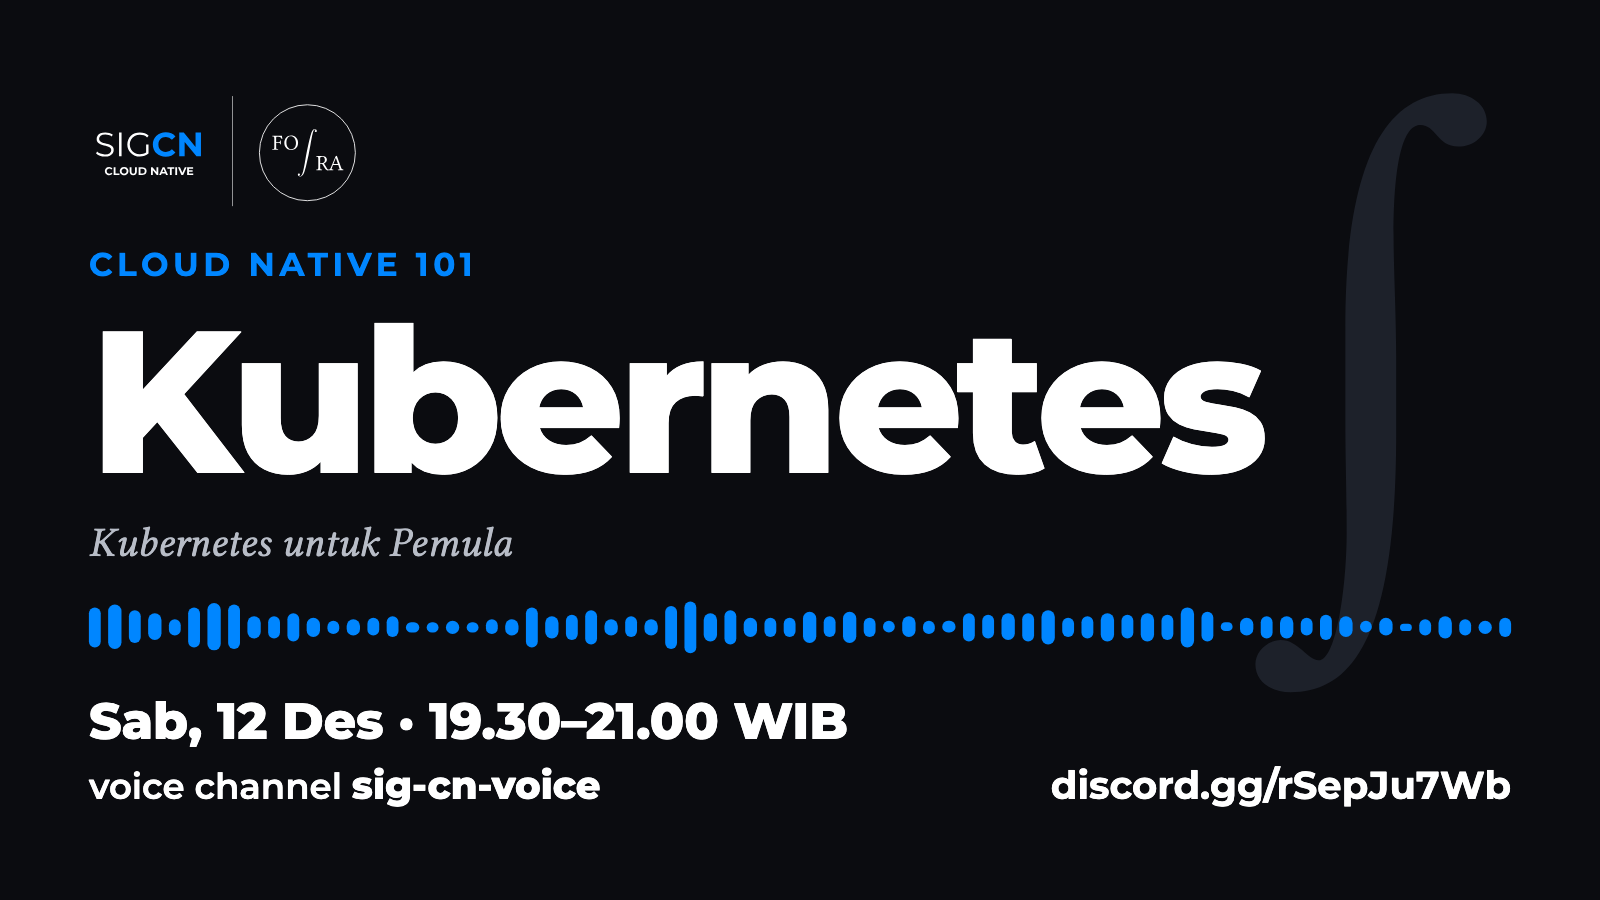 SIGCN
CLOUD NATIVE
FO∫RA
CLOUD NATIVE 101
Kubernetes
Kubernetes untuk Pemula
Sab, 12 Des • 19.30–21.00 WIB
voice channel sig-cn-voice
discord.gg/rSepJu7Wb